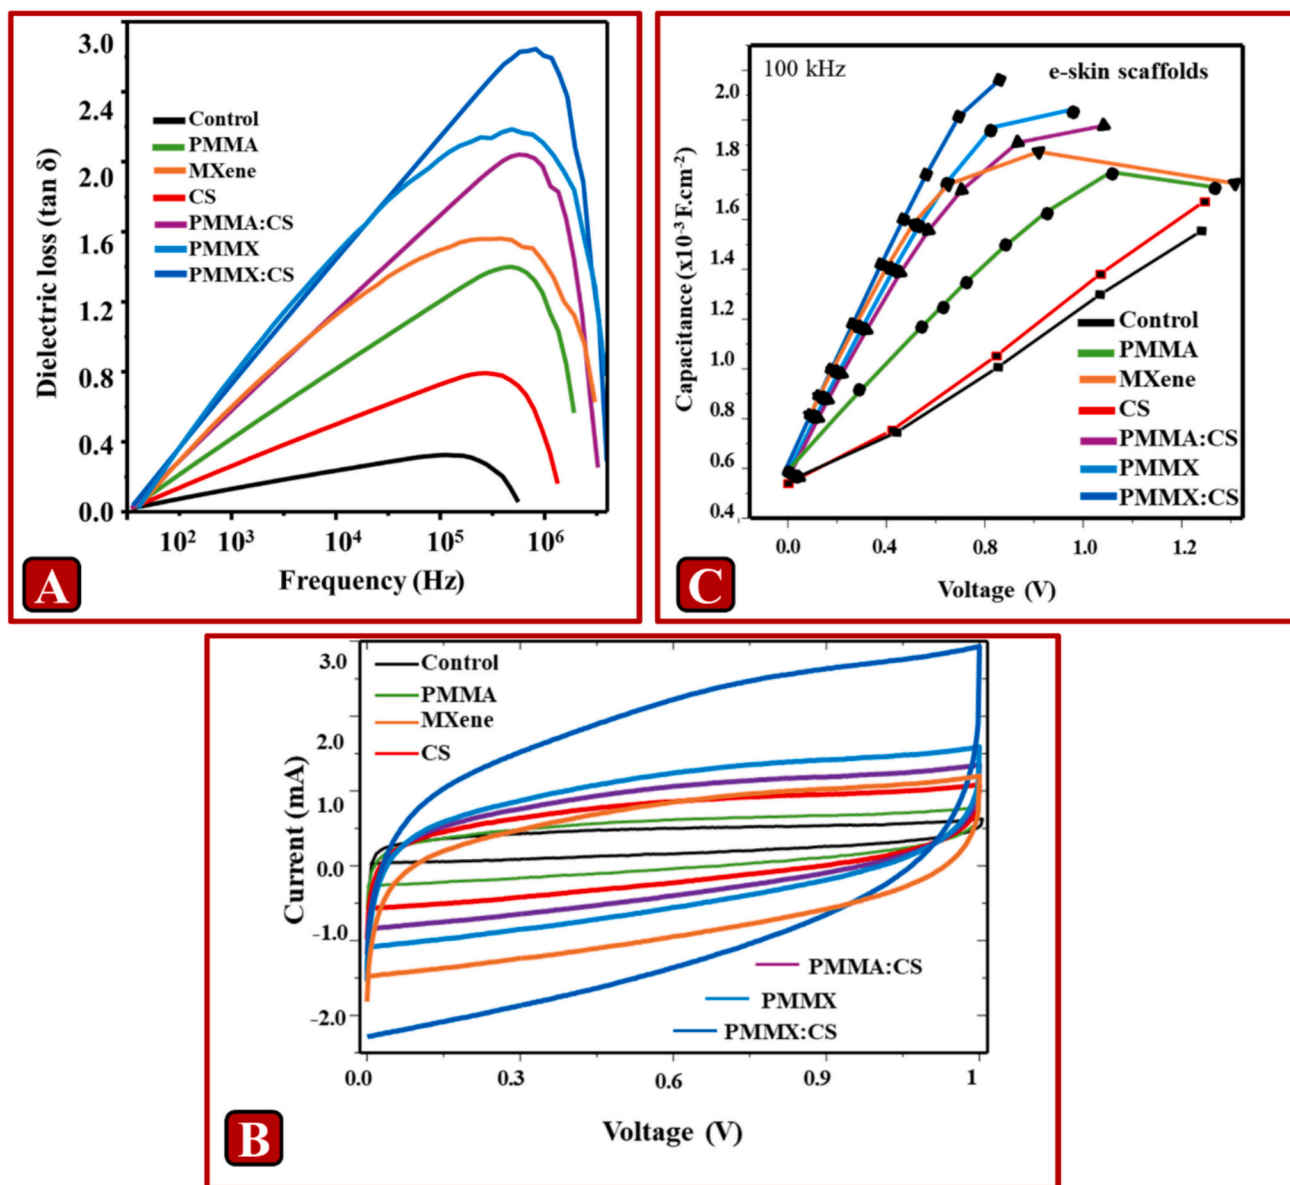 3.0
2.4
2.0
1.6
1.2
0.8
0.4
0.0
Dielectric loss (tan δ)
Control
PMMA
MXene
CS
PMMA:CS
PMMX
PMMX:CS
10² 10³ 10⁴ 10⁵ 10⁶
Frequency (Hz)
A
100 kHz
e-skin scaffolds
2.0
1.8
1.6
1.4
1.2
1.0
0.8
0.6
0.4
Capacitance (x10⁻³ F.cm⁻²)
Control
PMMA
MXene
CS
PMMA:CS
PMMX
PMMX:CS
0.0 0.4 0.8 1.0 1.2
Voltage (V)
C
3.0
2.0
1.0
0.0
-1.0
-2.0
Current (mA)
Control
PMMA
MXene
CS
PMMA:CS
PMMX
PMMX:CS
0.0 0.3 0.6 0.9 1
Voltage (V)
B